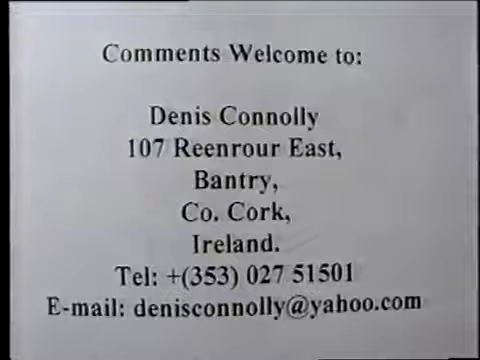 Comments Welcome to:
Denis Connolly
107 Reenrour East,
Bantry,
Co. Cork,
Ireland.
Tel: +(353) 027 51501
E-mail: denisconnolly@yahoo.com